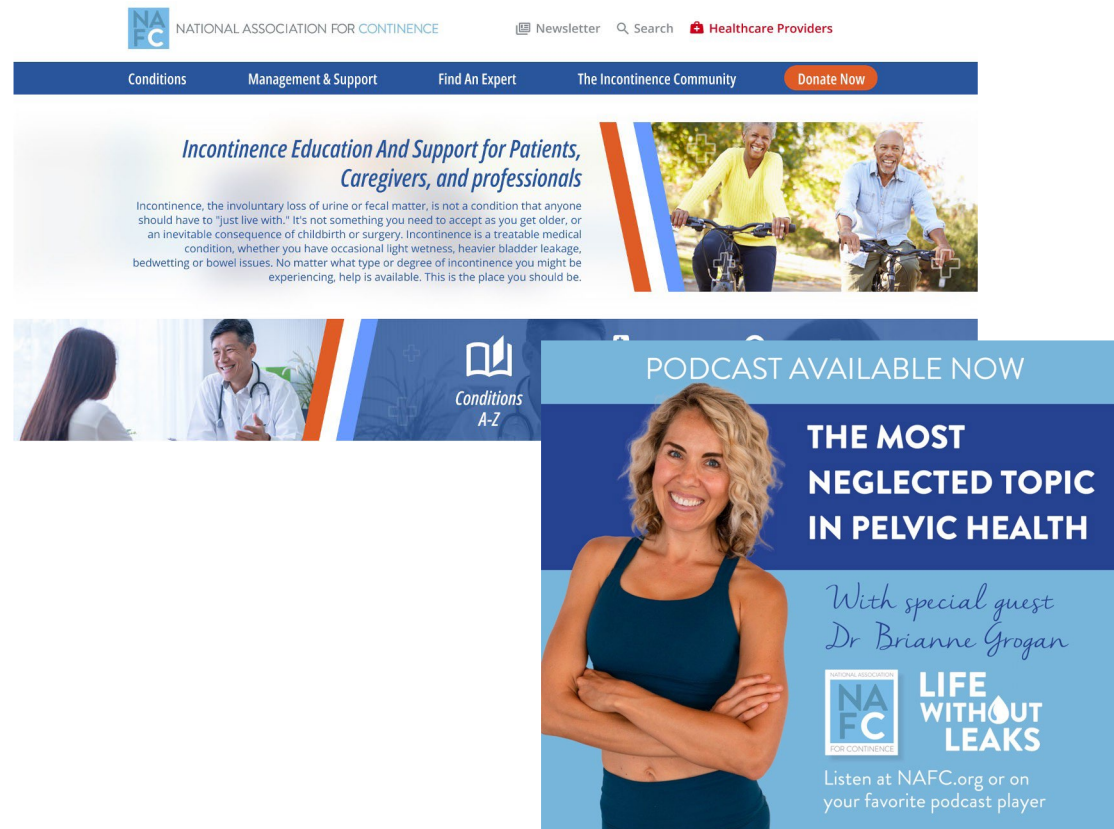 NA
FC
NATIONAL ASSOCIATION FOR CONTINENCE
Newsletter
Search
Healthcare Providers
Conditions
Management & Support
Find An Expert
The Incontinence Community
Donate Now
Incontinence Education And Support for Patients,
Caregivers, and professionals
Incontinence, the involuntary loss of urine or fecal matter, is not a condition that anyone
should have to "just live with." It's not something you need to accept as you get older, or
an inevitable consequence of childbirth or surgery. Incontinence is a treatable medical
condition, whether you have occasional light wetness, heavier bladder leakage,
bedwetting or bowel issues. No matter what type or degree of incontinence you might be
experiencing, help is available. This is the place you should be.
Conditions
A-Z
PODCAST AVAILABLE NOW
THE MOST
NEGLECTED TOPIC
IN PELVIC HEALTH
With special guest
Dr Brianne Grogan
NATIONAL ASSOCIATION
NA
FC
FOR CONTINENCE
LIFE
WITHOUT
LEAKS
Listen at NAFC.org or on
your favorite podcast player